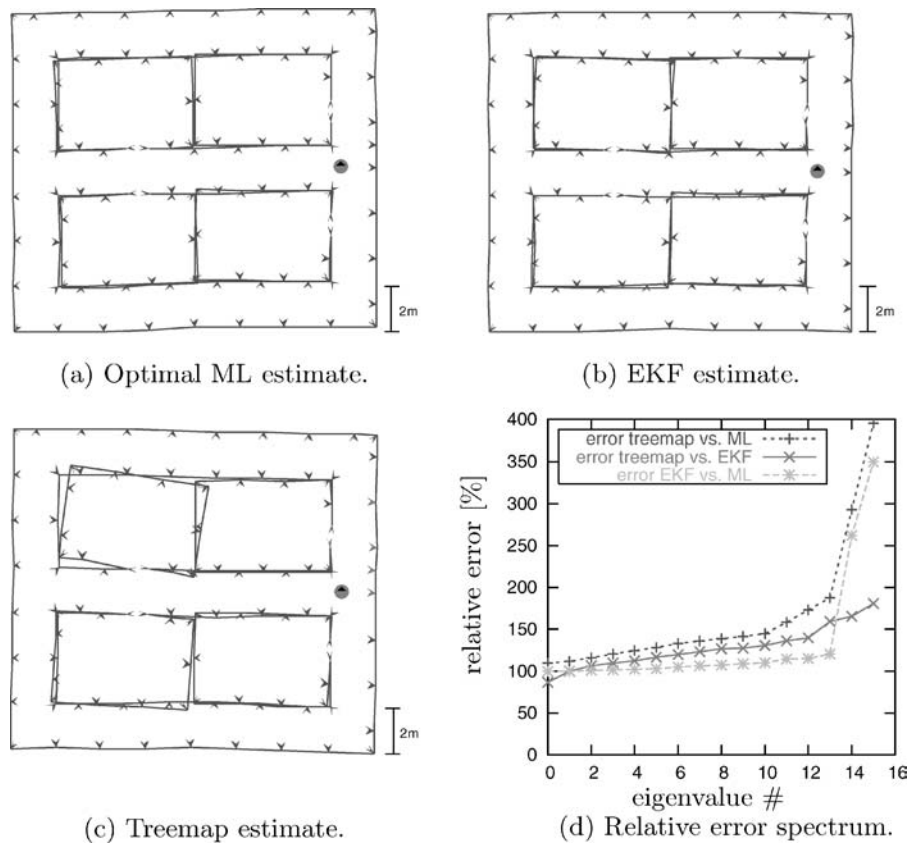 2m
2m
(a) Optimal ML estimate.
(b) EKF estimate.
2m
(c) Treemap estimate.
400
350
300
250
200
150
100
50
0
relative error [%]
error treemap vs. ML
error treemap vs. EKF
error EKF vs. ML
0 2 4 6 8 10 12 14 16
eigenvalue #
(d) Relative error spectrum.